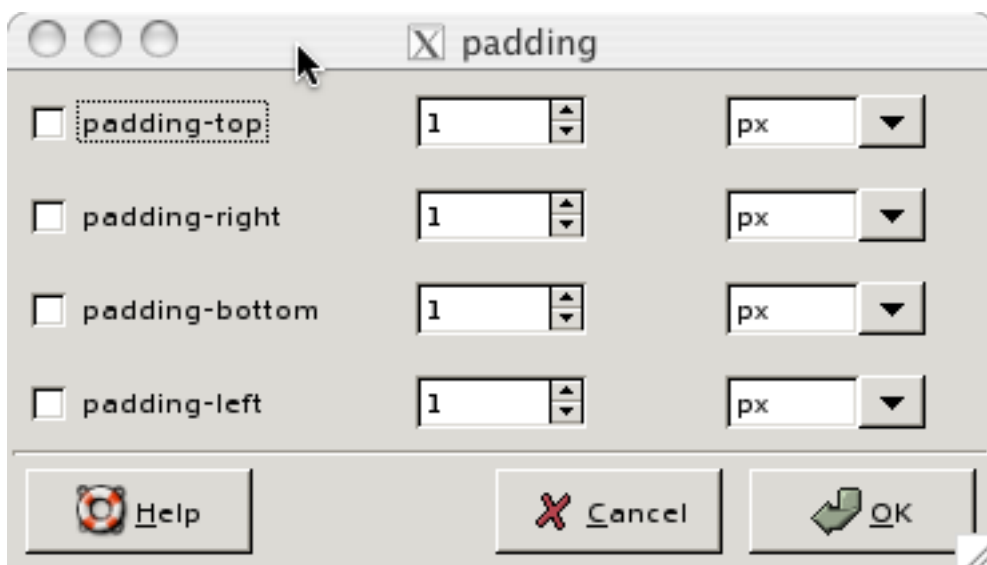 padding
padding-top 1 px
padding-right 1 px
padding-bottom 1 px
padding-left 1 px
Help Cancel OK